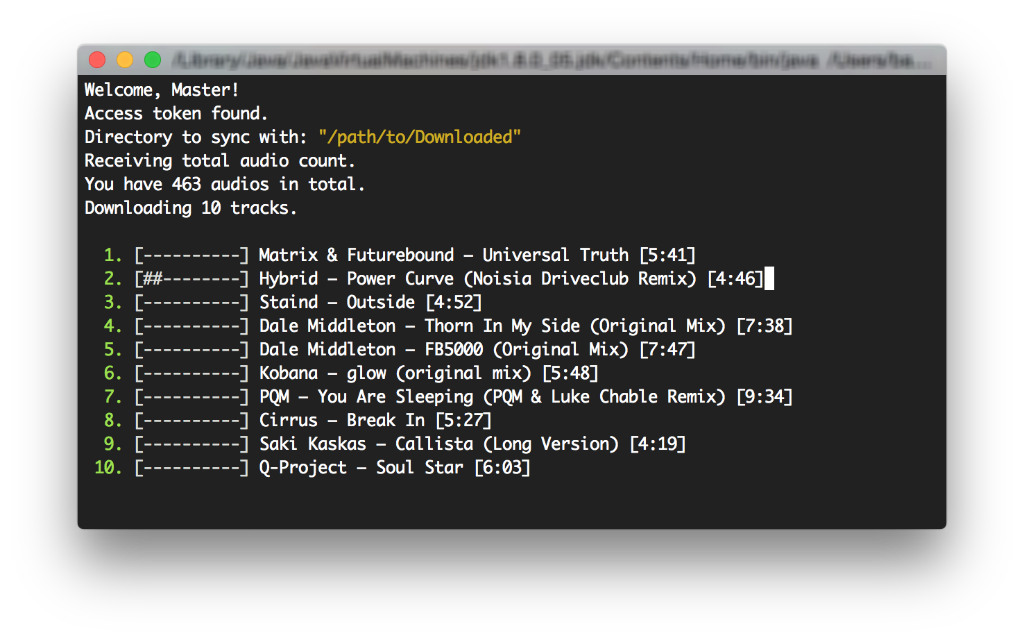 /Library/Java/JavaVirtualMachines/jdk1.8.0_05.jdk/Contents/Home/bin/java /Users/ba...
Welcome, Master!
Access token found.
Directory to sync with: "/path/to/Downloaded"
Receiving total audio count.
You have 463 audios in total.
Downloading 10 tracks.
1. [----------] Matrix & Futurebound – Universal Truth [5:41]
2. [##--------] Hybrid – Power Curve (Noisia Driveclub Remix) [4:46]
3. [----------] Staind – Outside [4:52]
4. [----------] Dale Middleton – Thorn In My Side (Original Mix) [7:38]
5. [----------] Dale Middleton – FB5000 (Original Mix) [7:47]
6. [----------] Kobana – glow (original mix) [5:48]
7. [----------] PQM – You Are Sleeping (PQM & Luke Chable Remix) [9:34]
8. [----------] Cirrus – Break In [5:27]
9. [----------] Saki Kaskas – Callista (Long Version) [4:19]
10. [----------] Q-Project – Soul Star [6:03]